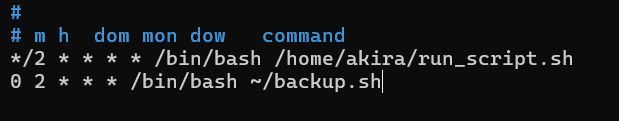 #
# m h  dom mon dow   command
*/2 * * * * /bin/bash /home/akira/run_script.sh
0 2 * * * /bin/bash ~/backup.sh